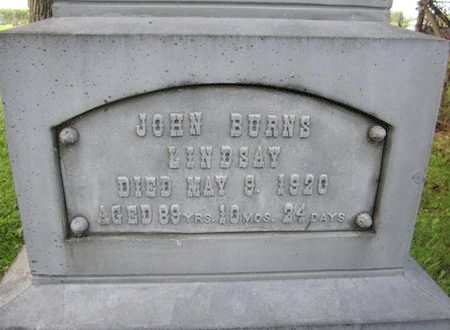 JOHN BURNS
LINDSAY
DIED MAY 9, 1920
AGED 89 YRS. 10 MOS. 24 DAYS